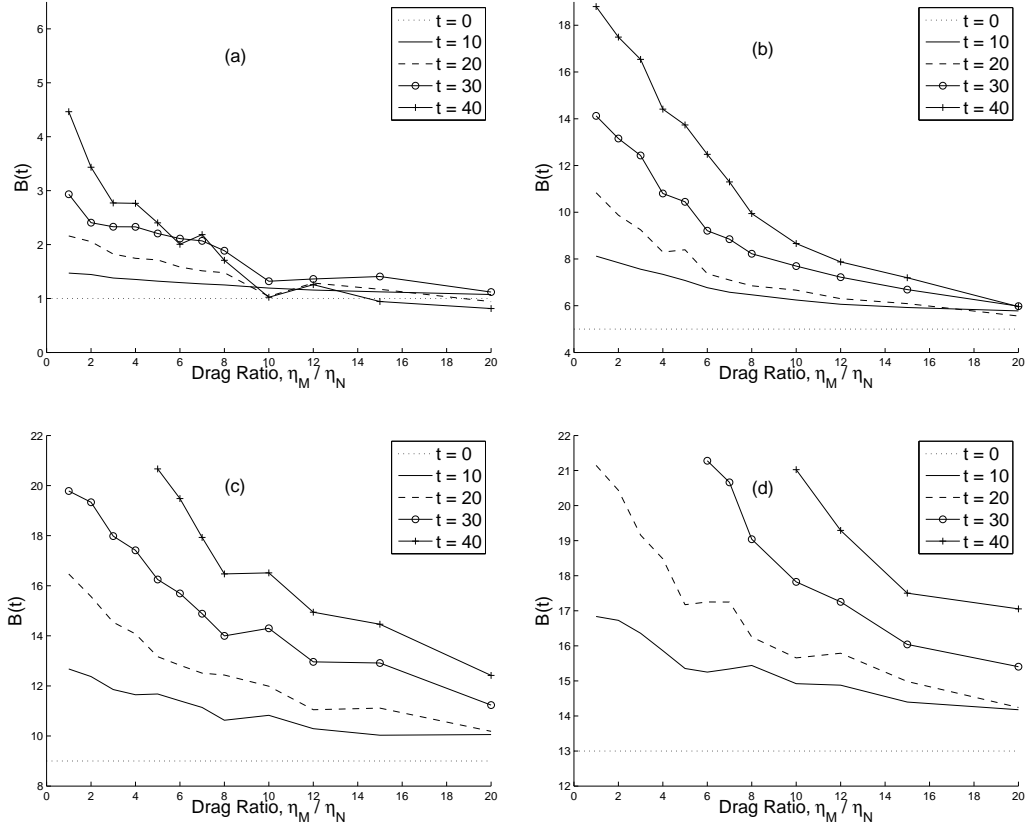 (a)
t = 0
t = 10
t = 20
t = 30
t = 40
B(t)
0
1
2
3
4
5
6
0 2 4 6 8 10 12 14 16 18 20
Drag Ratio, η_M / η_N
(b)
t = 0
t = 10
t = 20
t = 30
t = 40
B(t)
4
6
8
10
12
14
16
18
0 2 4 6 8 10 12 14 16 18 20
Drag Ratio, η_M / η_N
(c)
t = 0
t = 10
t = 20
t = 30
t = 40
B(t)
8
10
12
14
16
18
20
22
0 2 4 6 8 10 12 14 16 18 20
Drag Ratio, η_M / η_N
(d)
t = 0
t = 10
t = 20
t = 30
t = 40
B(t)
12
13
14
15
16
17
18
19
20
21
22
0 2 4 6 8 10 12 14 16 18 20
Drag Ratio, η_M / η_N